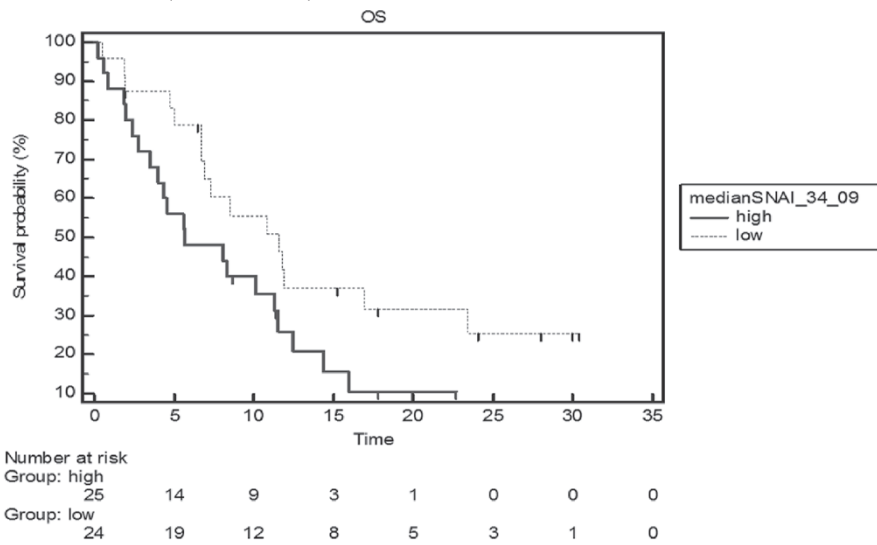 OS
100
90
80
70
60
50
40
30
20
10
Survival probability (%)
0 5 10 15 20 25 30 35
Time
medianSNAI_34_09
high
low
Number at risk
Group: high
25 14 9 3 1 0 0 0
Group: low
24 19 12 8 5 3 1 0